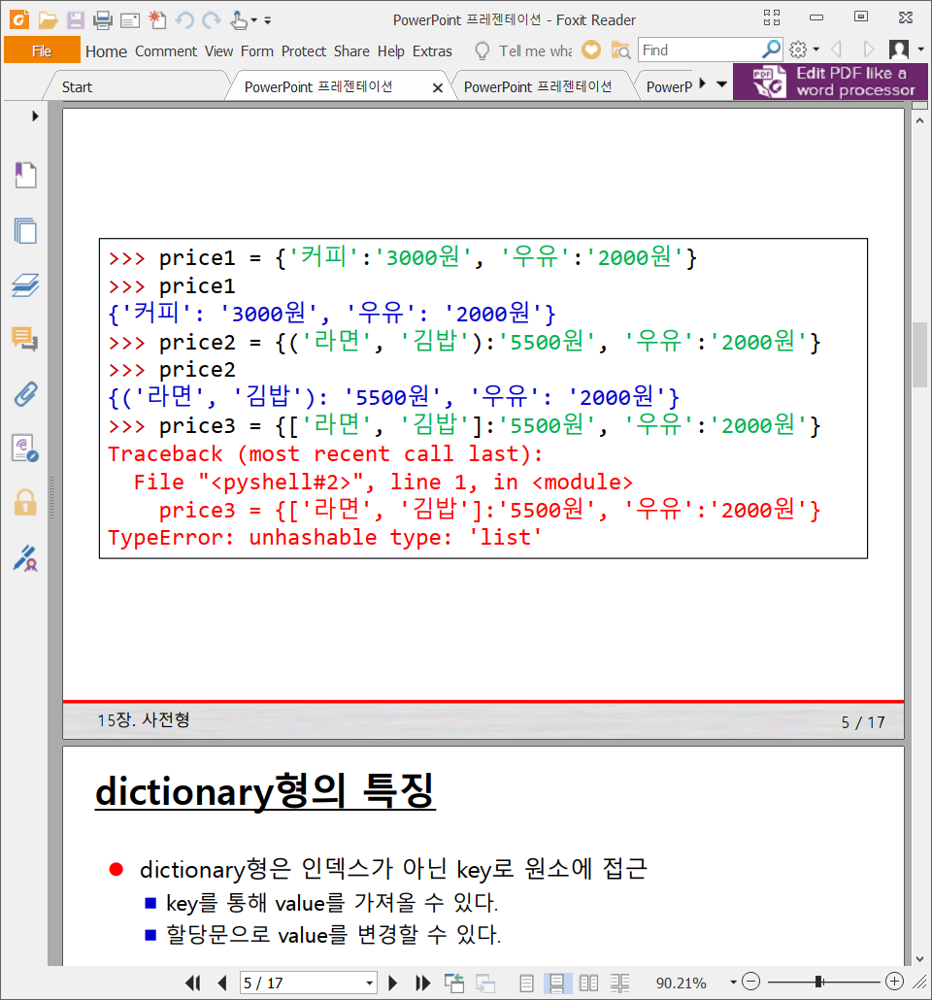 PowerPoint 프레젠테이션 - Foxit Reader
File Home Comment View Form Protect Share Help Extras Tell me wha Find
Start PowerPoint 프레젠테이션 PowerPoint 프레젠테이션 PowerP
Edit PDF like a
word processor
>>> price1 = {'커피':'3000원', '우유':'2000원'}
>>> price1
{'커피': '3000원', '우유': '2000원'}
>>> price2 = {('라면', '김밥'):'5500원', '우유':'2000원'}
>>> price2
{('라면', '김밥'): '5500원', '우유': '2000원'}
>>> price3 = {['라면', '김밥']:'5500원', '우유':'2000원'}
Traceback (most recent call last):
  File "<pyshell#2>", line 1, in <module>
    price3 = {['라면', '김밥']:'5500원', '우유':'2000원'}
TypeError: unhashable type: 'list'
15장. 사전형
5 / 17
dictionary형의 특징
dictionary형은 인덱스가 아닌 key로 원소에 접근
key를 통해 value를 가져올 수 있다.
할당문으로 value를 변경할 수 있다.
5 / 17
90.21%